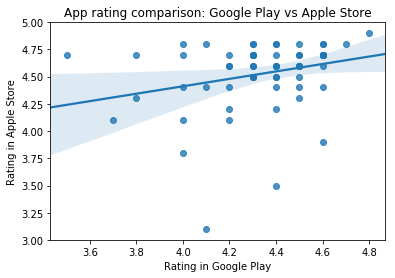 App rating comparison: Google Play vs Apple Store
5.00
4.75
4.50
4.25
4.00
3.75
3.50
3.25
3.00
Rating in Apple Store
3.6 3.8 4.0 4.2 4.4 4.6 4.8
Rating in Google Play